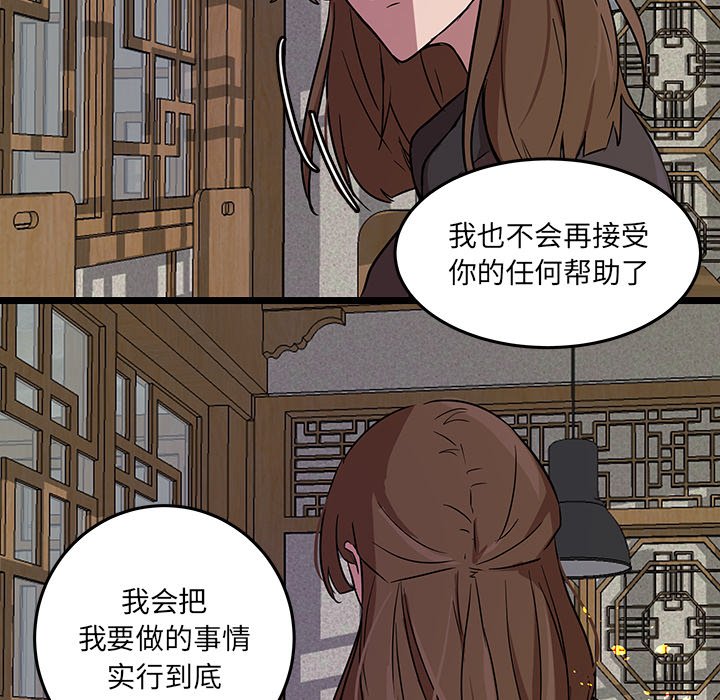 我也不会再接受
你的任何帮助了
我会把
我要做的事情
实行到底